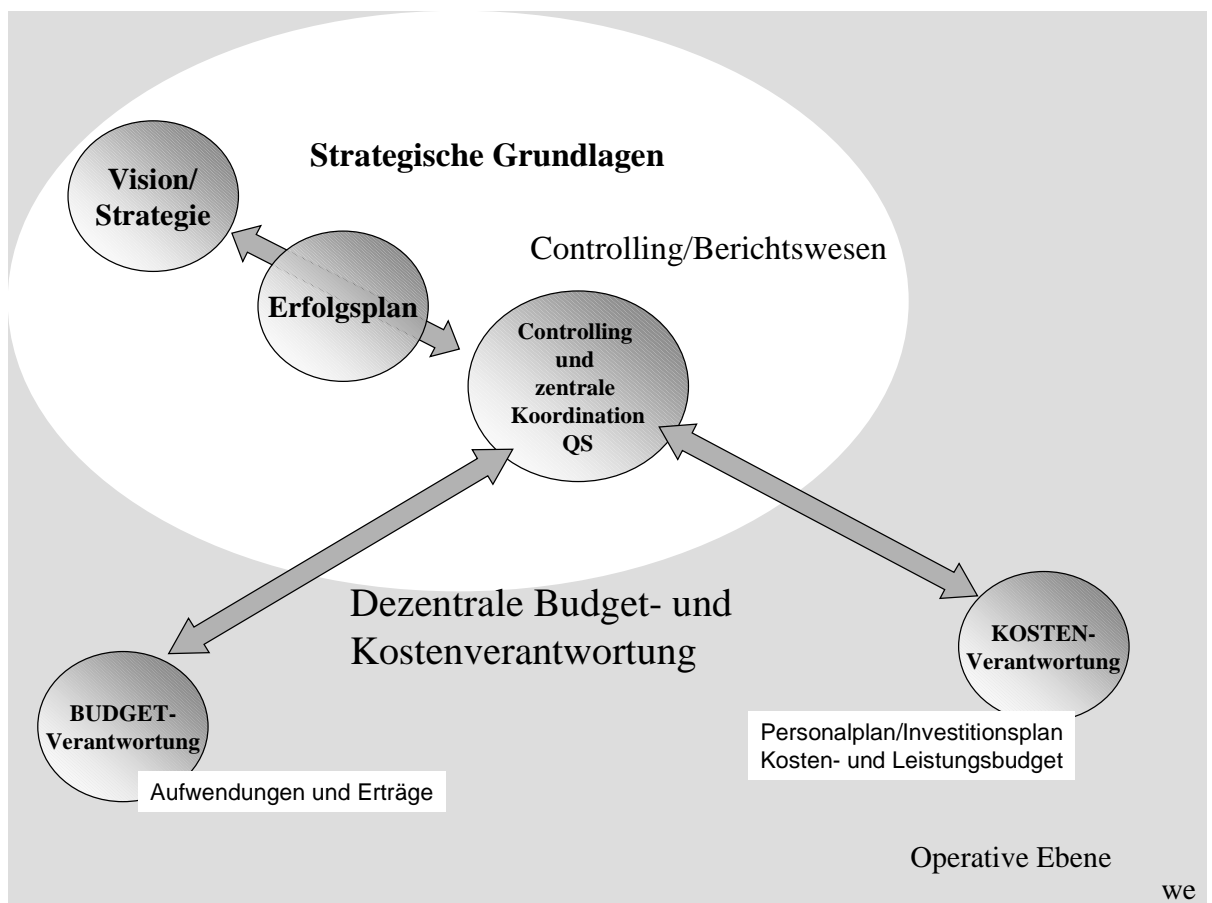 Strategische Grundlagen
Vision/
Strategie
Controlling/Berichtswesen
Erfolgsplan
Controlling
und
zentrale
Koordination
QS
Dezentrale Budget- und
Kostenverantwortung
KOSTEN-
Verantwortung
BUDGET-
Verantwortung
Personalplan/Investitionsplan
Kosten- und Leistungsbudget
Aufwendungen und Erträge
Operative Ebene
we